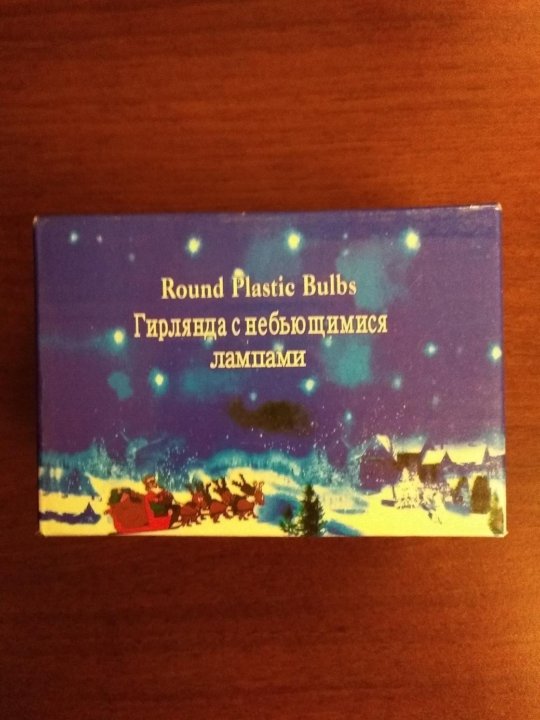 Round Plastic Bulbs
Гирлянда с небьющимися
лампами